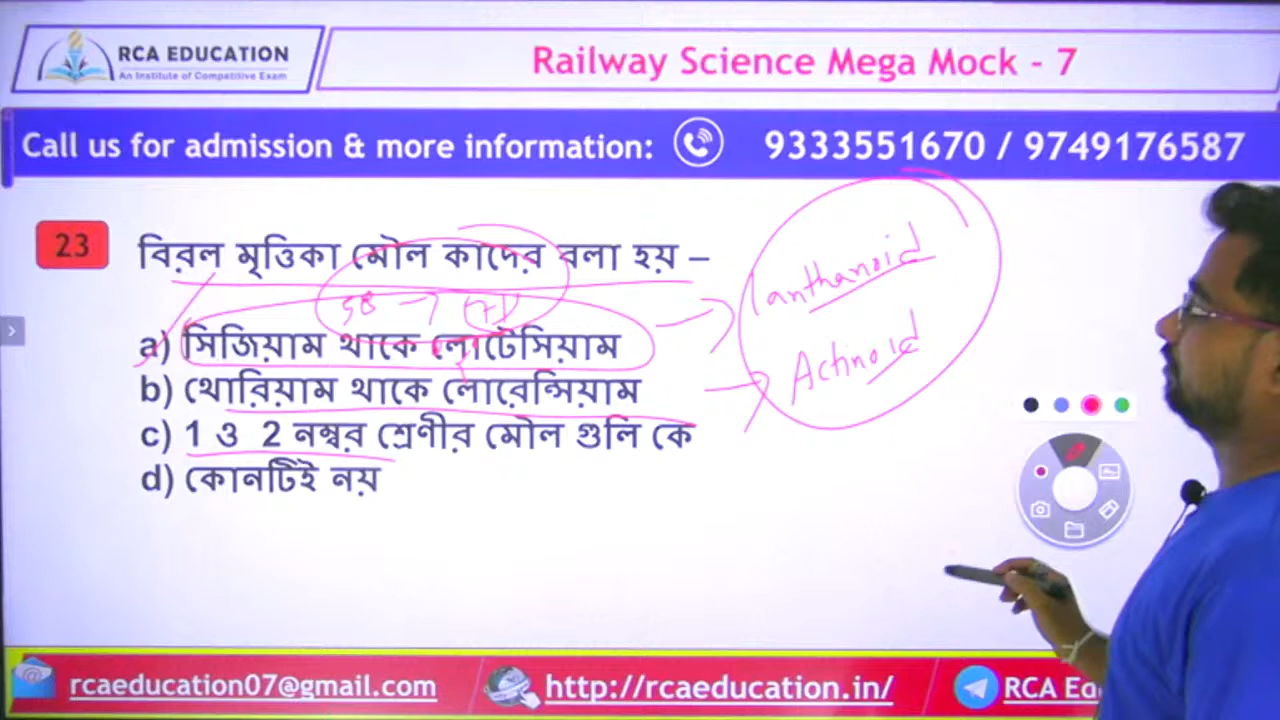 RCA EDUCATION
An Institute of Competitive Exam
Railway Science Mega Mock - 7
Call us for admission & more information: 9333551670 / 9749176587
23 বিরল মৃত্তিকা মৌল কাদের বলা হয় –
58 → 71
a) সিজিয়াম থাকে লোটেসিয়াম
b) থোরিয়াম থাকে লোরেন্সিয়াম
c) 1 ও 2 নম্বর শ্রেণীর মৌল গুলি কে
d) কোনটিই নয়
lanthanoid
Actinoid
rcaeducation07@gmail.com
http://rcaeducation.in/
RCA Ed